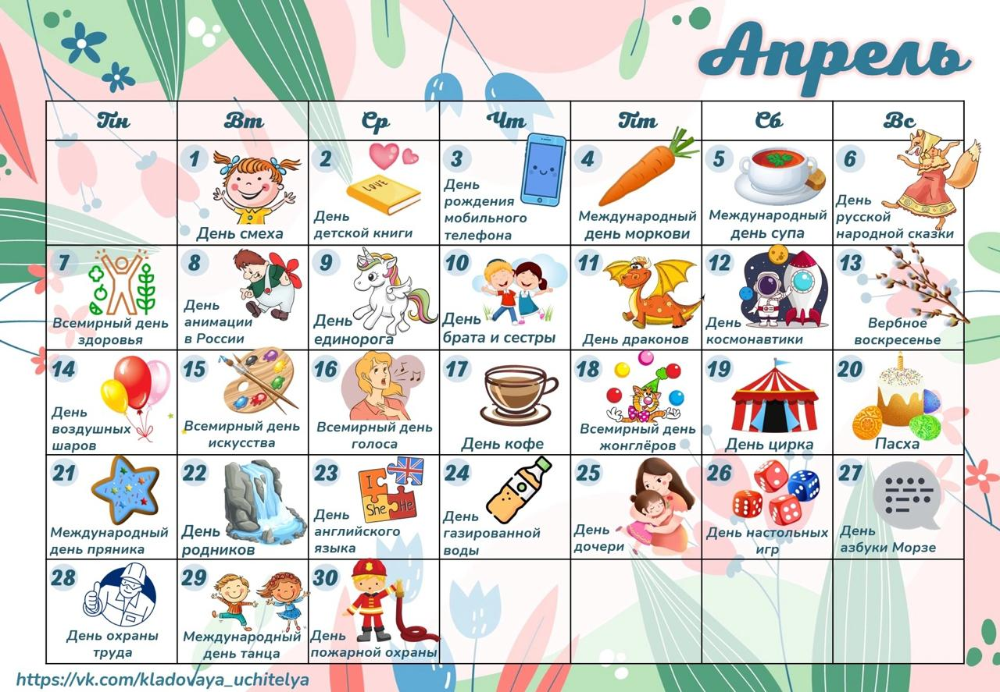 Апрель
Пн Вт Ср Чт Пт Сб Вс
1
День смеха
2
LOVE
День
детской книги
3
День
рождения
мобильного
телефона
4
Международный
день моркови
5
Международный
день супа
6
День
русской
народной сказки
7
Всемирный день
здоровья
8
День
анимации
в России
9
День
единорога
10
День
брата и сестры
11
День драконов
12
День
космонавтики
13
Вербное
воскресенье
14
День
воздушных
шаров
15
Всемирный день
искусства
16
Всемирный день
голоса
17
День кофе
18
Всемирный день
жонглёров
19
День цирка
20
Пасха
21
Международный
день пряника
22
День
родников
23
I
She He
День
английского
языка
24
День
газированной
воды
25
День
дочери
26
День настольных
игр
27
День
азбуки Морзе
28
День охраны
труда
29
Международный
день танца
30
День
пожарной охраны
https://vk.com/kladovaya_uchitelya